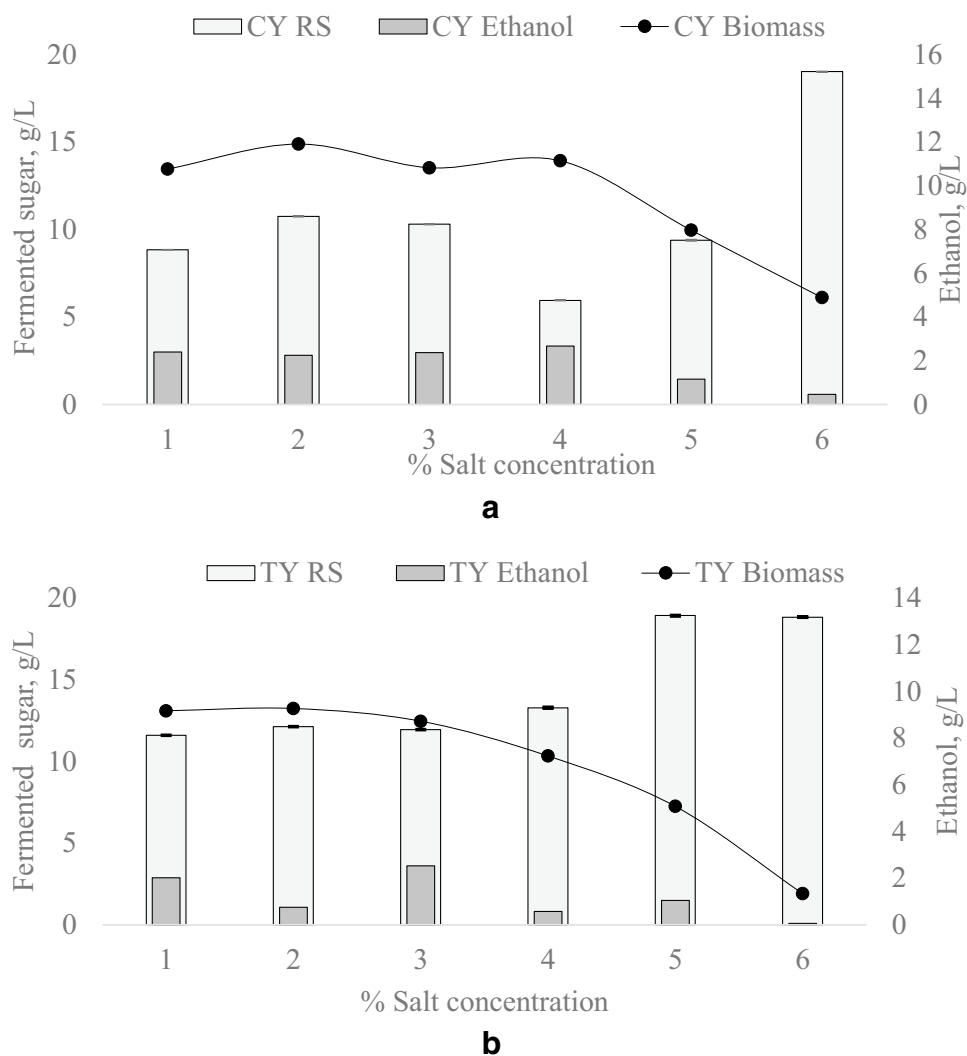 CY RS CY Ethanol CY Biomass
20 16
14
15 12
10
10 8
6
5 4
2
0 0
Fermented sugar, g/L
Ethanol, g/L
1 2 3 4 5 6
% Salt concentration
a
TY RS TY Ethanol TY Biomass
20 14
12
15
10
10 8
6
5 4
2
0 0
Fermented sugar, g/L
Ethanol, g/L
1 2 3 4 5 6
% Salt concentration
b